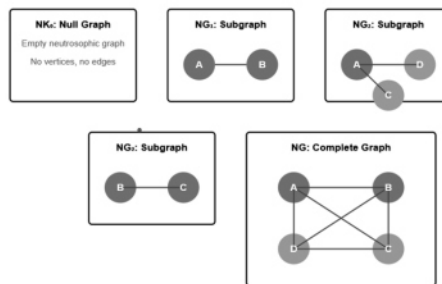 NK₀: Null Graph
Empty neutrosophic graph
No vertices, no edges
NG₁: Subgraph
A B
NG₂: Subgraph
A D
C
NG₃: Subgraph
B C
NG: Complete Graph
A B
D C